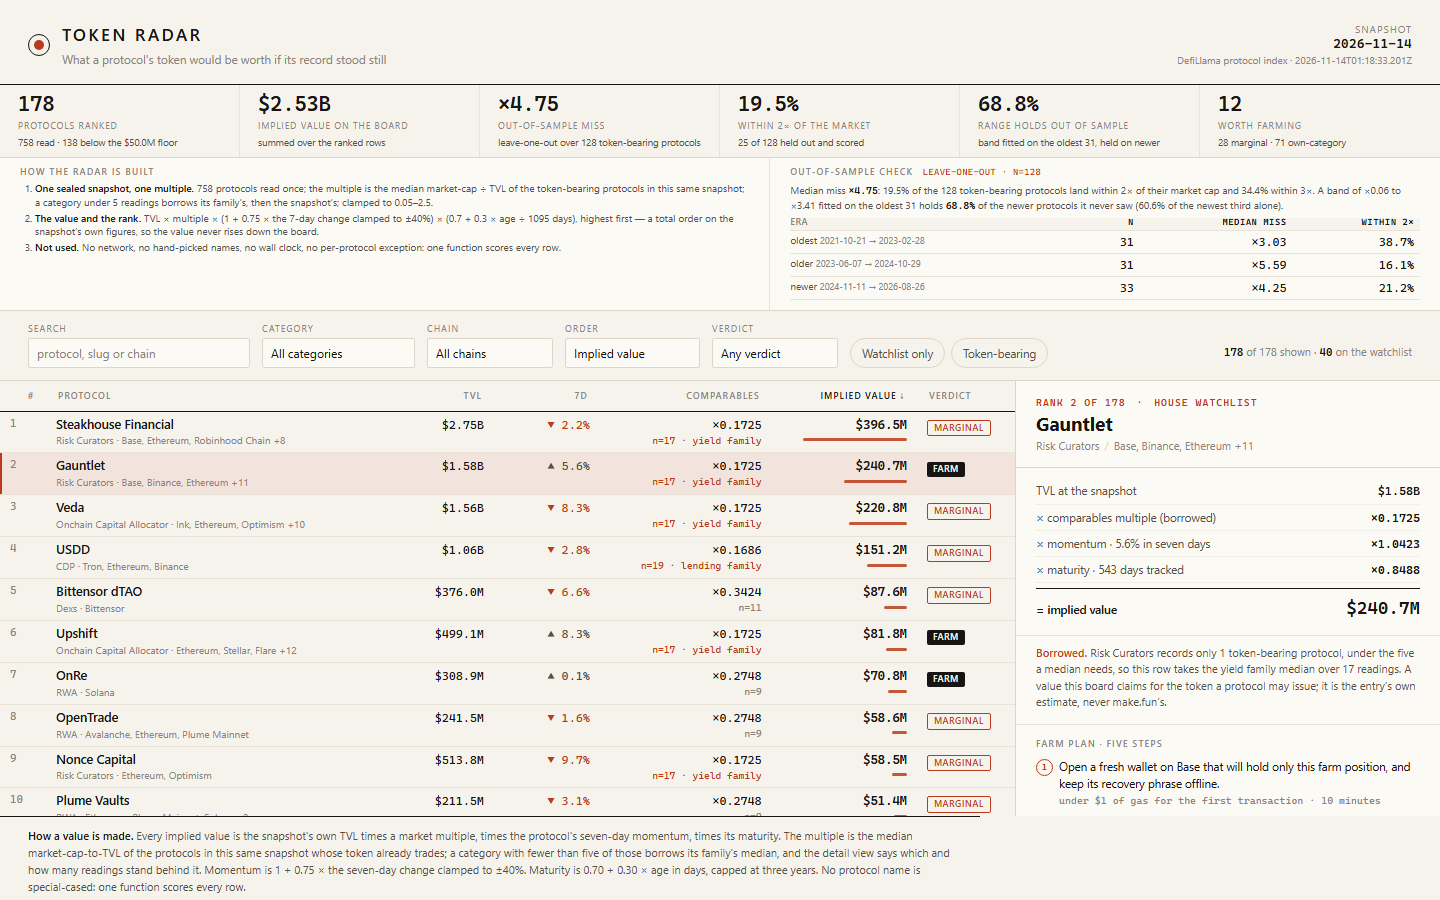 TOKEN RADAR
What a protocol's token would be worth if its record stood still
SNAPSHOT
2026-11-14
DefiLlama protocol index · 2026-11-14T01:18:33.201Z
178
PROTOCOLS RANKED
758 read · 138 below the $50.0M floor
$2.53B
IMPLIED VALUE ON THE BOARD
summed over the ranked rows
×4.75
OUT-OF-SAMPLE MISS
leave-one-out over 128 token-bearing protocols
19.5%
WITHIN 2× OF THE MARKET
25 of 128 held out and scored
68.8%
RANGE HOLDS OUT OF SAMPLE
band fitted on the oldest 31, held on newer
12
WORTH FARMING
28 marginal · 71 own-category
HOW THE RADAR IS BUILT
1. One sealed snapshot, one multiple. 758 protocols read once; the multiple is the median market-cap ÷ TVL of the token-bearing protocols in this same snapshot;
a category under 5 readings borrows its family's, then the snapshot's; clamped to 0.05–2.5.
2. The value and the rank. TVL × multiple × (1 + 0.75 × the 7-day change clamped to ±40%) × (0.7 + 0.3 × age ÷ 1095 days), highest first — a total order on the
snapshot's own figures, so the value never rises down the board.
3. Not used. No network, no hand-picked names, no wall clock, no per-protocol exception: one function scores every row.
OUT-OF-SAMPLE CHECK LEAVE-ONE-OUT · N=128
Median miss ×4.75: 19.5% of the 128 token-bearing protocols land within 2× of their market cap and 34.4% within 3×. A band of ×0.06 to
×3.41 fitted on the oldest 31 holds 68.8% of the newer protocols it never saw (60.6% of the newest third alone).
ERA N MEDIAN MISS WITHIN 2×
oldest 2021-10-21 → 2023-02-28 31 ×3.03 38.7%
older 2023-06-07 → 2024-10-29 31 ×5.59 16.1%
newer 2024-11-11 → 2026-08-26 33 ×4.25 21.2%
SEARCH CATEGORY CHAIN ORDER VERDICT
protocol, slug or chain All categories All chains Implied value Any verdict Watchlist only Token-bearing 178 of 178 shown · 40 on the watchlist
# PROTOCOL TVL 7D COMPARABLES IMPLIED VALUE ↓ VERDICT
1 Steakhouse Financial $2.75B ▼ 2.2% ×0.1725 $396.5M MARGINAL
Risk Curators · Base, Ethereum, Robinhood Chain +8 n=17 · yield family
2 Gauntlet $1.58B ▲ 5.6% ×0.1725 $240.7M FARM
Risk Curators · Base, Binance, Ethereum +11 n=17 · yield family
3 Veda $1.56B ▼ 8.3% ×0.1725 $220.8M MARGINAL
Onchain Capital Allocator · Ink, Ethereum, Optimism +10 n=17 · yield family
4 USDD $1.06B ▼ 2.8% ×0.1686 $151.2M MARGINAL
CDP · Tron, Ethereum, Binance n=19 · lending family
5 Bittensor dTAO $376.0M ▼ 6.6% ×0.3424 $87.6M MARGINAL
Dexs · Bittensor n=11
6 Upshift $499.1M ▲ 8.3% ×0.1725 $81.8M FARM
Onchain Capital Allocator · Ethereum, Stellar, Flare +12 n=17 · yield family
7 OnRe $308.9M ▲ 0.1% ×0.2748 $70.8M FARM
RWA · Solana n=9
8 OpenTrade $241.5M ▼ 1.6% ×0.2748 $58.6M MARGINAL
RWA · Avalanche, Ethereum, Plume Mainnet n=9
9 Nonce Capital $513.8M ▼ 9.7% ×0.1725 $58.5M MARGINAL
Risk Curators · Ethereum, Optimism n=17 · yield family
10 Plume Vaults $211.5M ▼ 3.1% ×0.2748 $51.4M MARGINAL
RANK 2 OF 178 · HOUSE WATCHLIST
Gauntlet
Risk Curators / Base, Binance, Ethereum +11
TVL at the snapshot $1.58B
× comparables multiple (borrowed) ×0.1725
× momentum · 5.6% in seven days ×1.0423
× maturity · 543 days tracked ×0.8488
= implied value $240.7M
Borrowed. Risk Curators records only 1 token-bearing protocol, under the five
a median needs, so this row takes the yield family median over 17 readings. A
value this board claims for the token a protocol may issue; it is the entry's own
estimate, never make.fun's.
FARM PLAN · FIVE STEPS
1 Open a fresh wallet on Base that will hold only this farm position, and
keep its recovery phrase offline.
under $1 of gas for the first transaction · 10 minutes
How a value is made. Every implied value is the snapshot's own TVL times a market multiple, times the protocol's seven-day momentum, times its maturity. The multiple is the median
market-cap-to-TVL of the protocols in this same snapshot whose token already trades; a category with fewer than five of those borrows its family's median, and the detail view says which and
how many readings stand behind it. Momentum is 1 + 0.75 × the seven-day change clamped to ±40%. Maturity is 0.70 + 0.30 × age in days, capped at three years. No protocol name is
special-cased: one function scores every row.